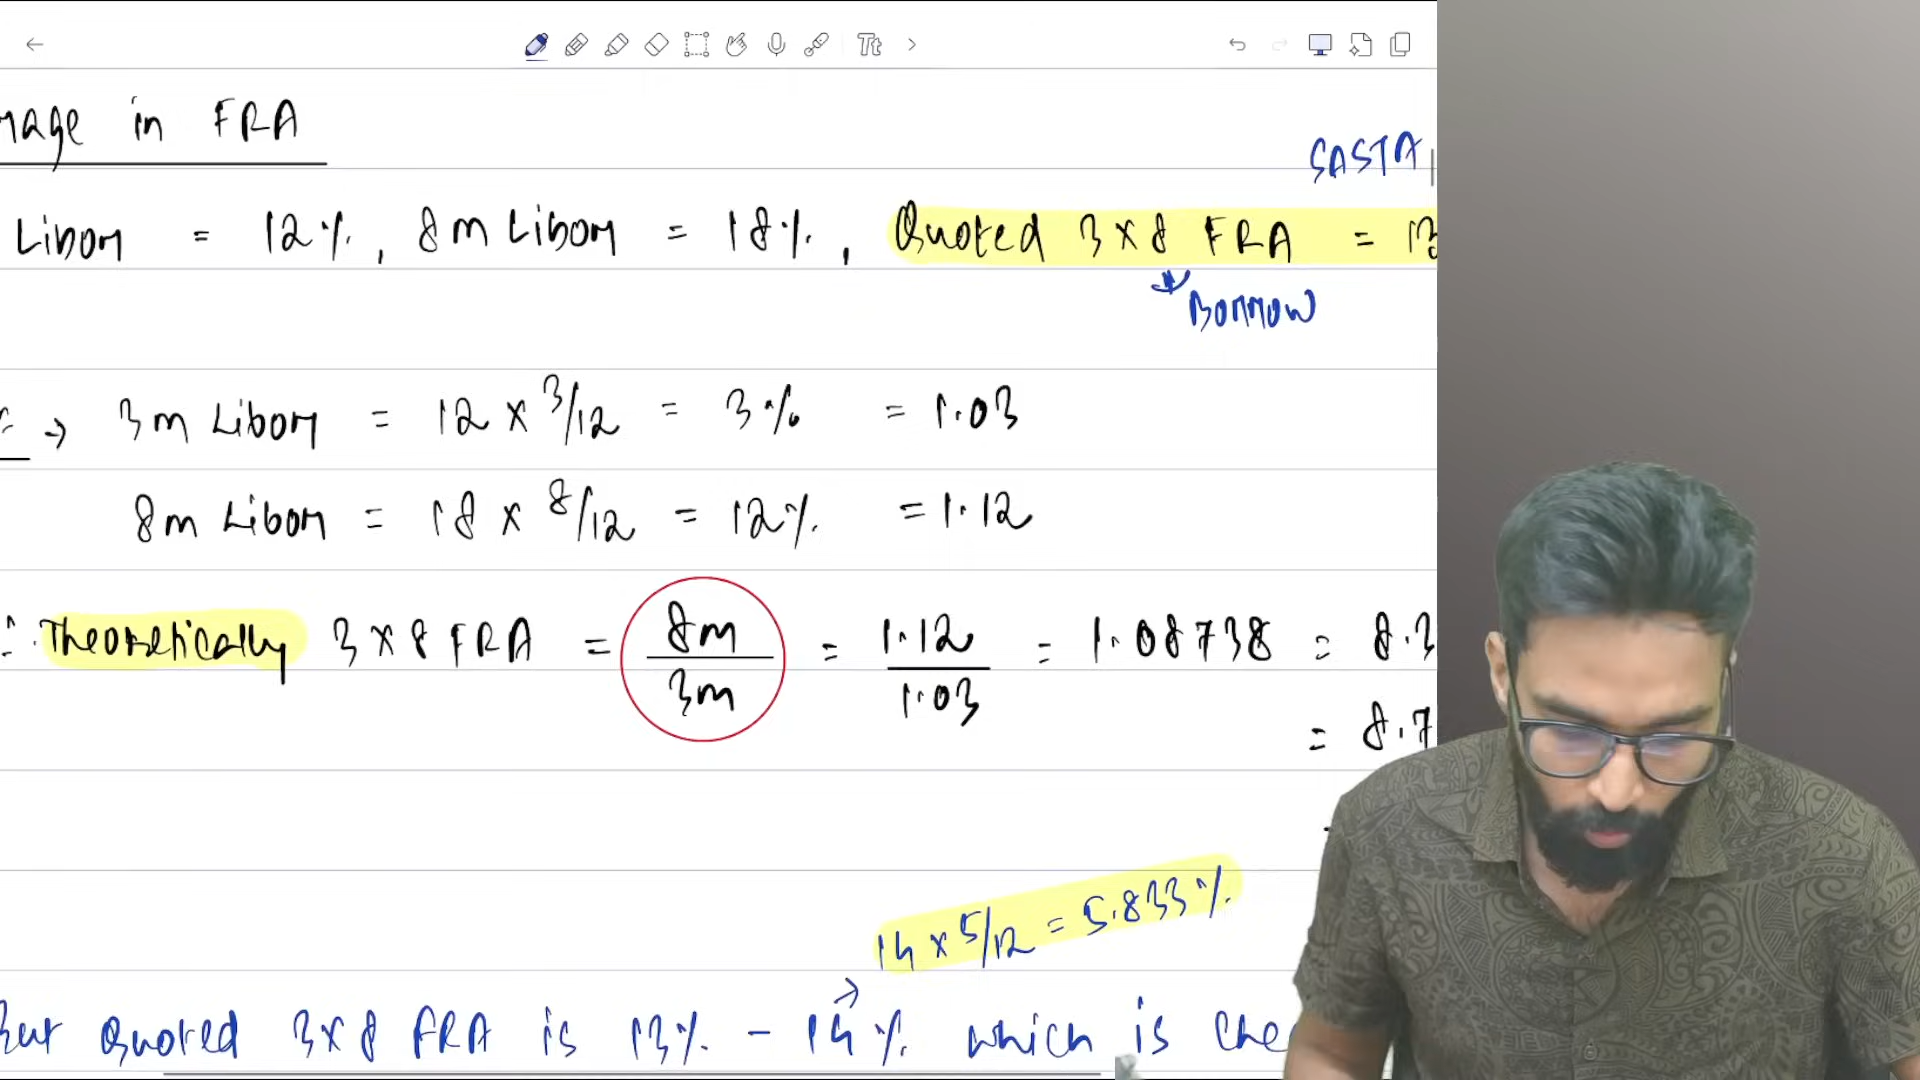 Tt
mage in FRA
SASTA
Libor = 12%, 8m Libor = 18%, Quoted 3x8 FRA = 13
Borrow
→ 3m Libor = 12 x 3/12 = 3% = 1.03
8m Libor = 18 x 8/12 = 12% = 1.12
∴ Theoretically 3x8 FRA = 8m/3m = 1.12/1.03 = 1.08738 = 8.3
= 8.7
14 x 5/12 = 5.833%
But Quoted 3x8 FRA is 13% - 14% which is che